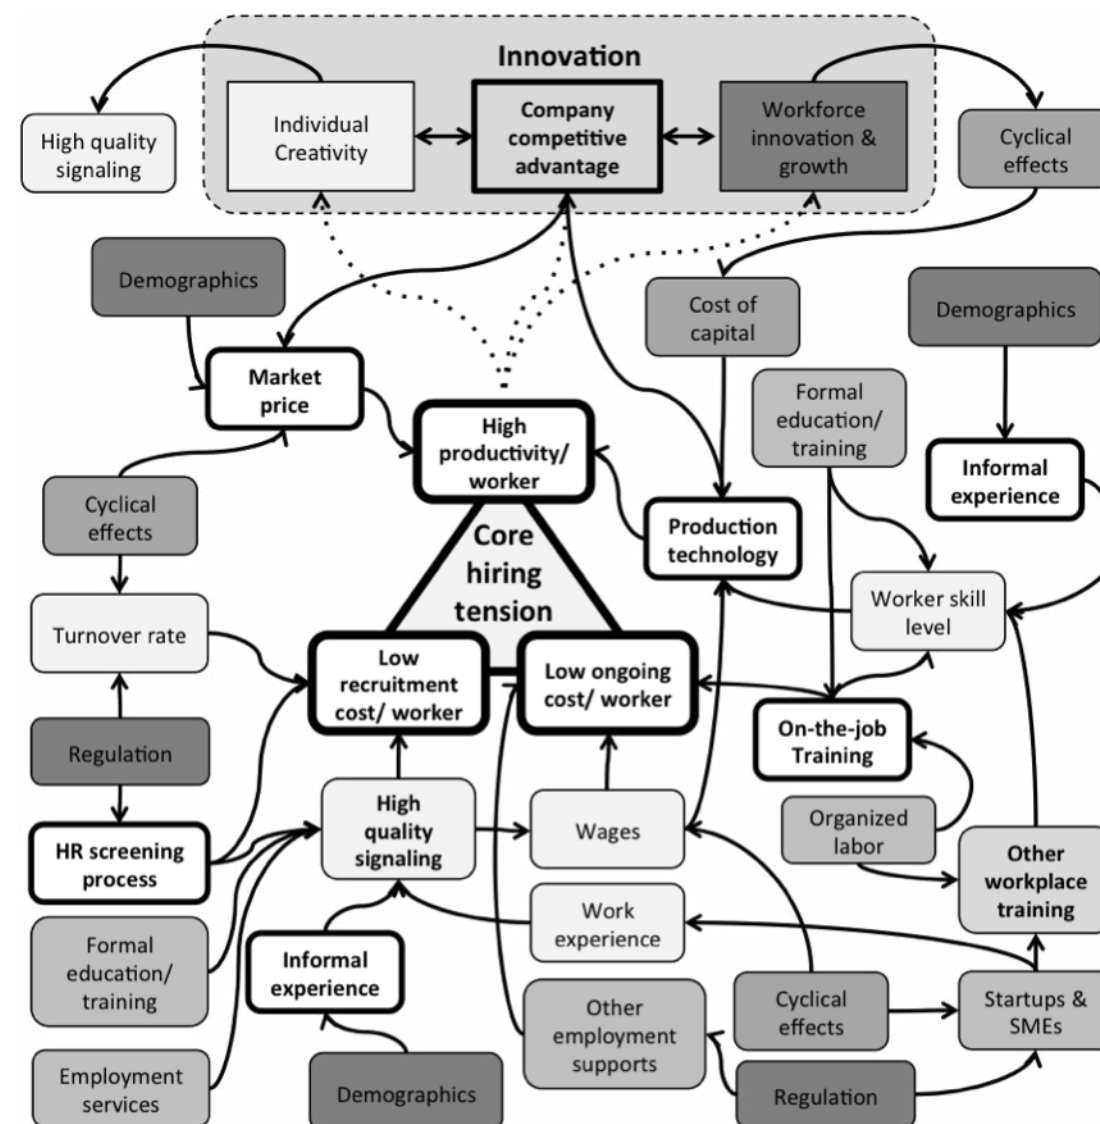 Innovation
High quality
signaling
Individual
Creativity
Company
competitive
advantage
Workforce
innovation &
growth
Cyclical
effects
Demographics
Cost of
capital
Demographics
Market
price
Formal
education/
training
High
productivity/
worker
Informal
experience
Cyclical
effects
Production
technology
Core
hiring
tension
Turnover rate
Worker skill
level
Low
recruitment
cost/ worker
Low ongoing
cost/ worker
Regulation
On-the-job
Training
High
quality
signaling
Wages
Organized
labor
HR screening
process
Other
workplace
training
Work
experience
Formal
education/
training
Informal
experience
Other
employment
supports
Cyclical
effects
Startups &
SMEs
Employment
services
Demographics
Regulation